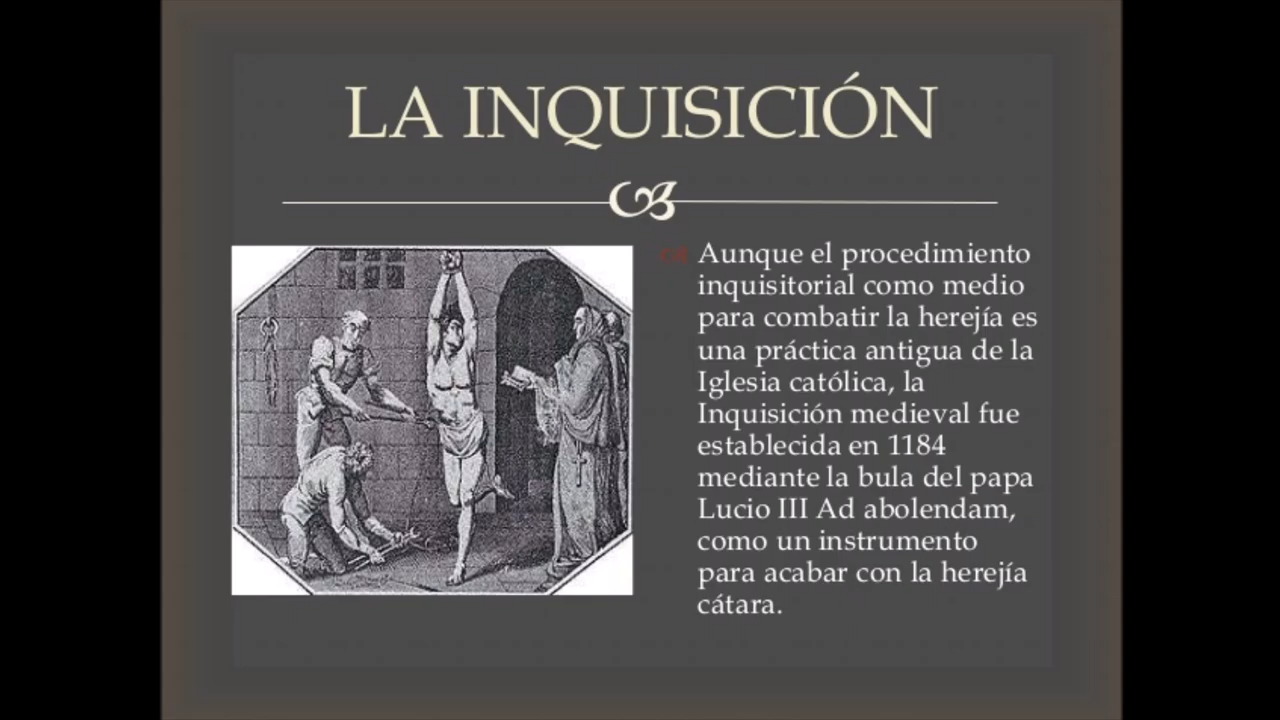 LA INQUISICIÓN
Aunque el procedimiento
inquisitorial como medio
para combatir la herejía es
una práctica antigua de la
Iglesia católica, la
Inquisición medieval fue
establecida en 1184
mediante la bula del papa
Lucio III Ad abolendam,
como un instrumento
para acabar con la herejía
cátara.